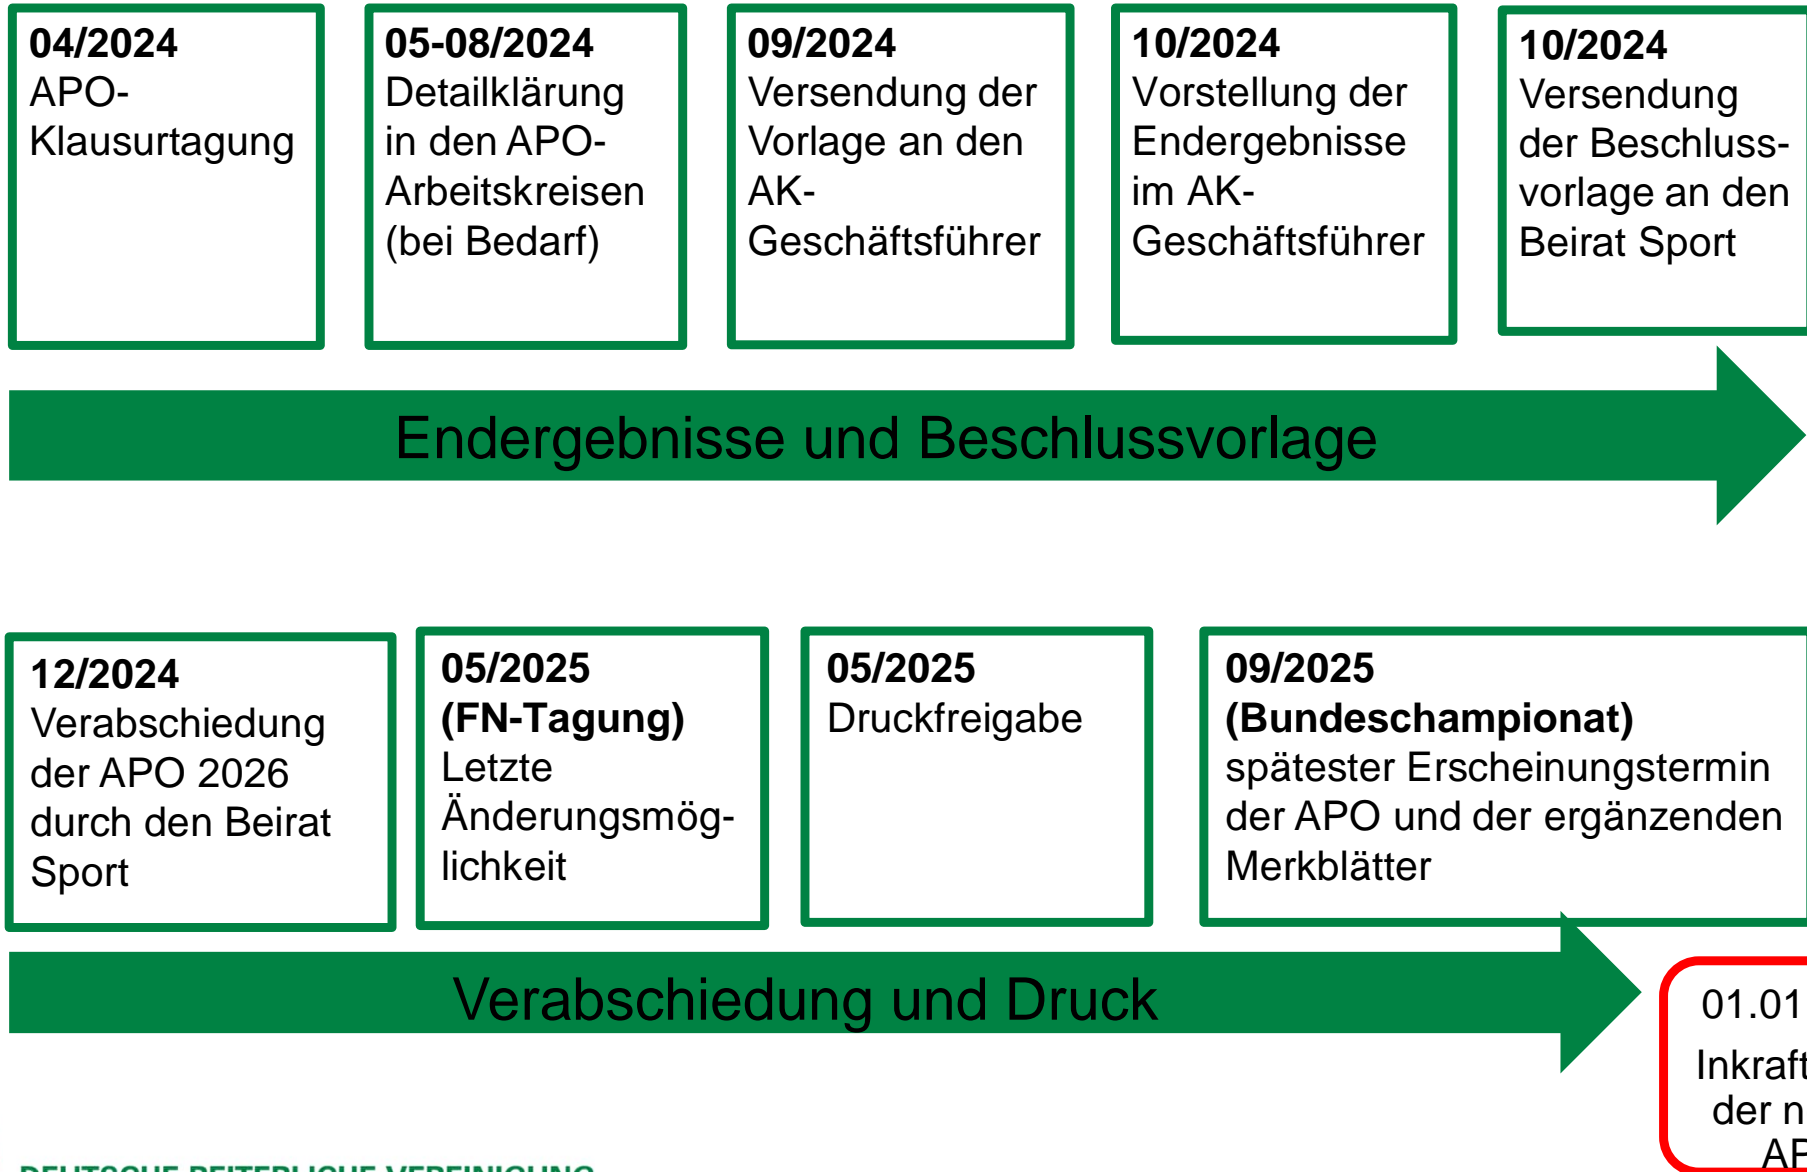 04/2024
APO-
Klausurtagung
05-08/2024
Detailklärung
in den APO-
Arbeitskreisen
(bei Bedarf)
09/2024
Versendung der
Vorlage an den
AK-
Geschäftsführer
10/2024
Vorstellung der
Endergebnisse
im AK-
Geschäftsführer
10/2024
Versendung
der Beschluss-
vorlage an den
Beirat Sport
Endergebnisse und Beschlussvorlage
12/2024
Verabschiedung
der APO 2026
durch den Beirat
Sport
05/2025
(FN-Tagung)
Letzte
Änderungsmög-
lichkeit
05/2025
Druckfreigabe
09/2025
(Bundeschampionat)
spätester Erscheinungstermin
der APO und der ergänzenden
Merkblätter
Verabschiedung und Druck
01.01
der
DEUTSCHE REITERLICHE VEREINIGUNG